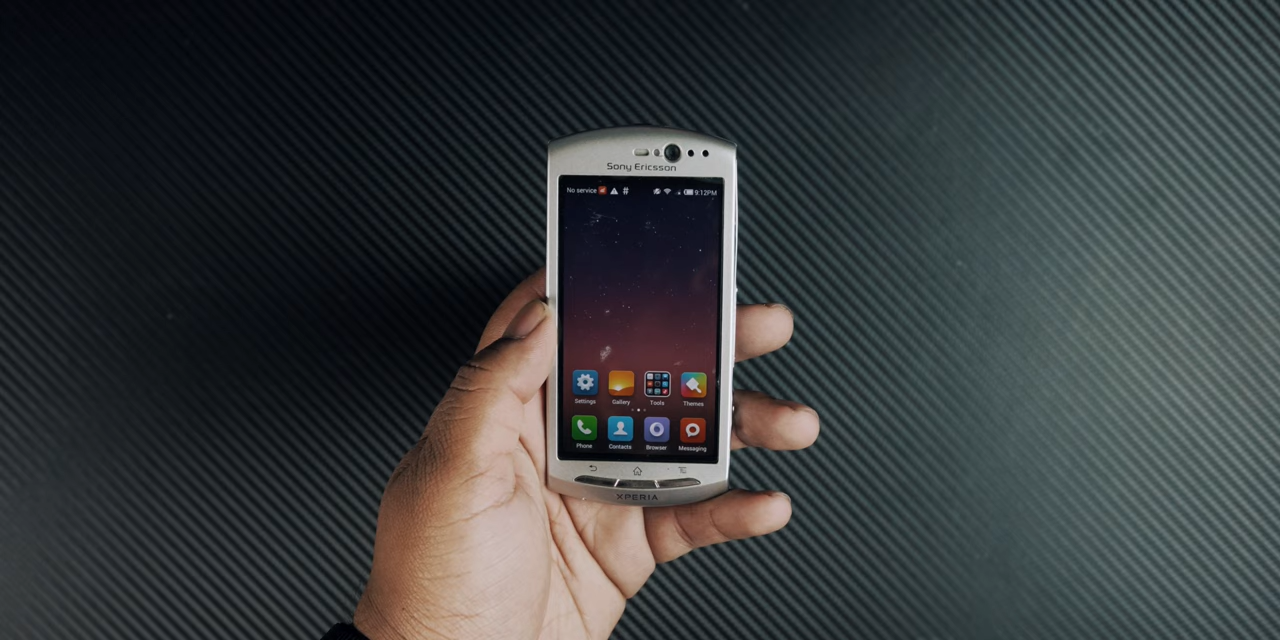 Sony Ericsson
No service # 9:12PM
Settings Gallery Tools Themes
Phone Contacts Browser Messaging
XPERIA